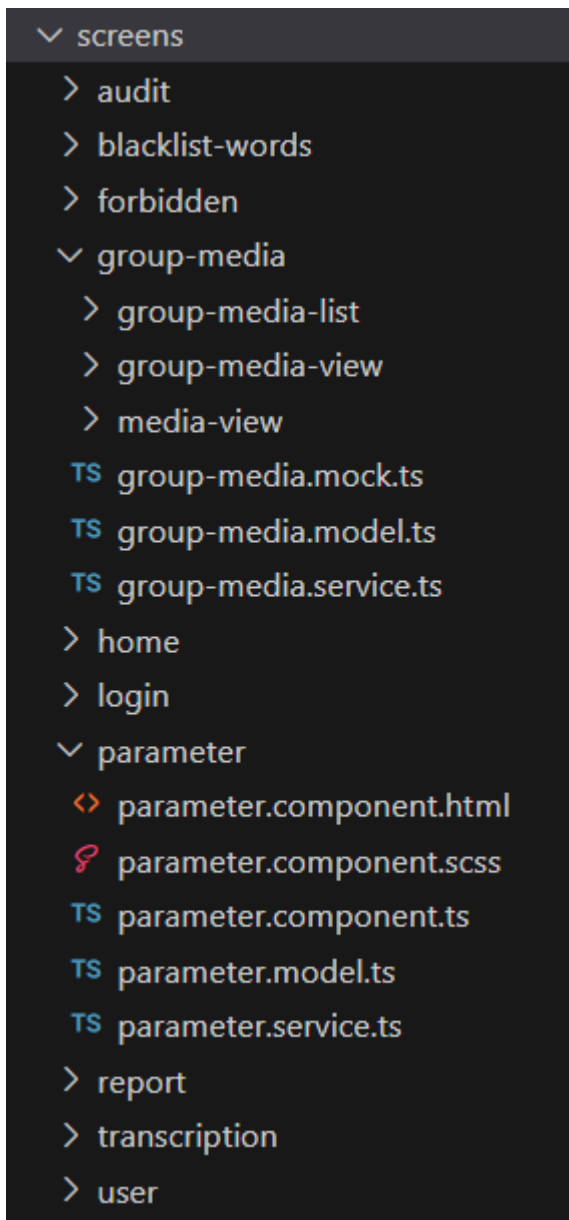 screens
audit
blacklist-words
forbidden
group-media
group-media-list
group-media-view
media-view
TS group-media.mock.ts
TS group-media.model.ts
TS group-media.service.ts
home
login
parameter
<> parameter.component.html
parameter.component.scss
TS parameter.component.ts
TS parameter.model.ts
TS parameter.service.ts
report
transcription
user